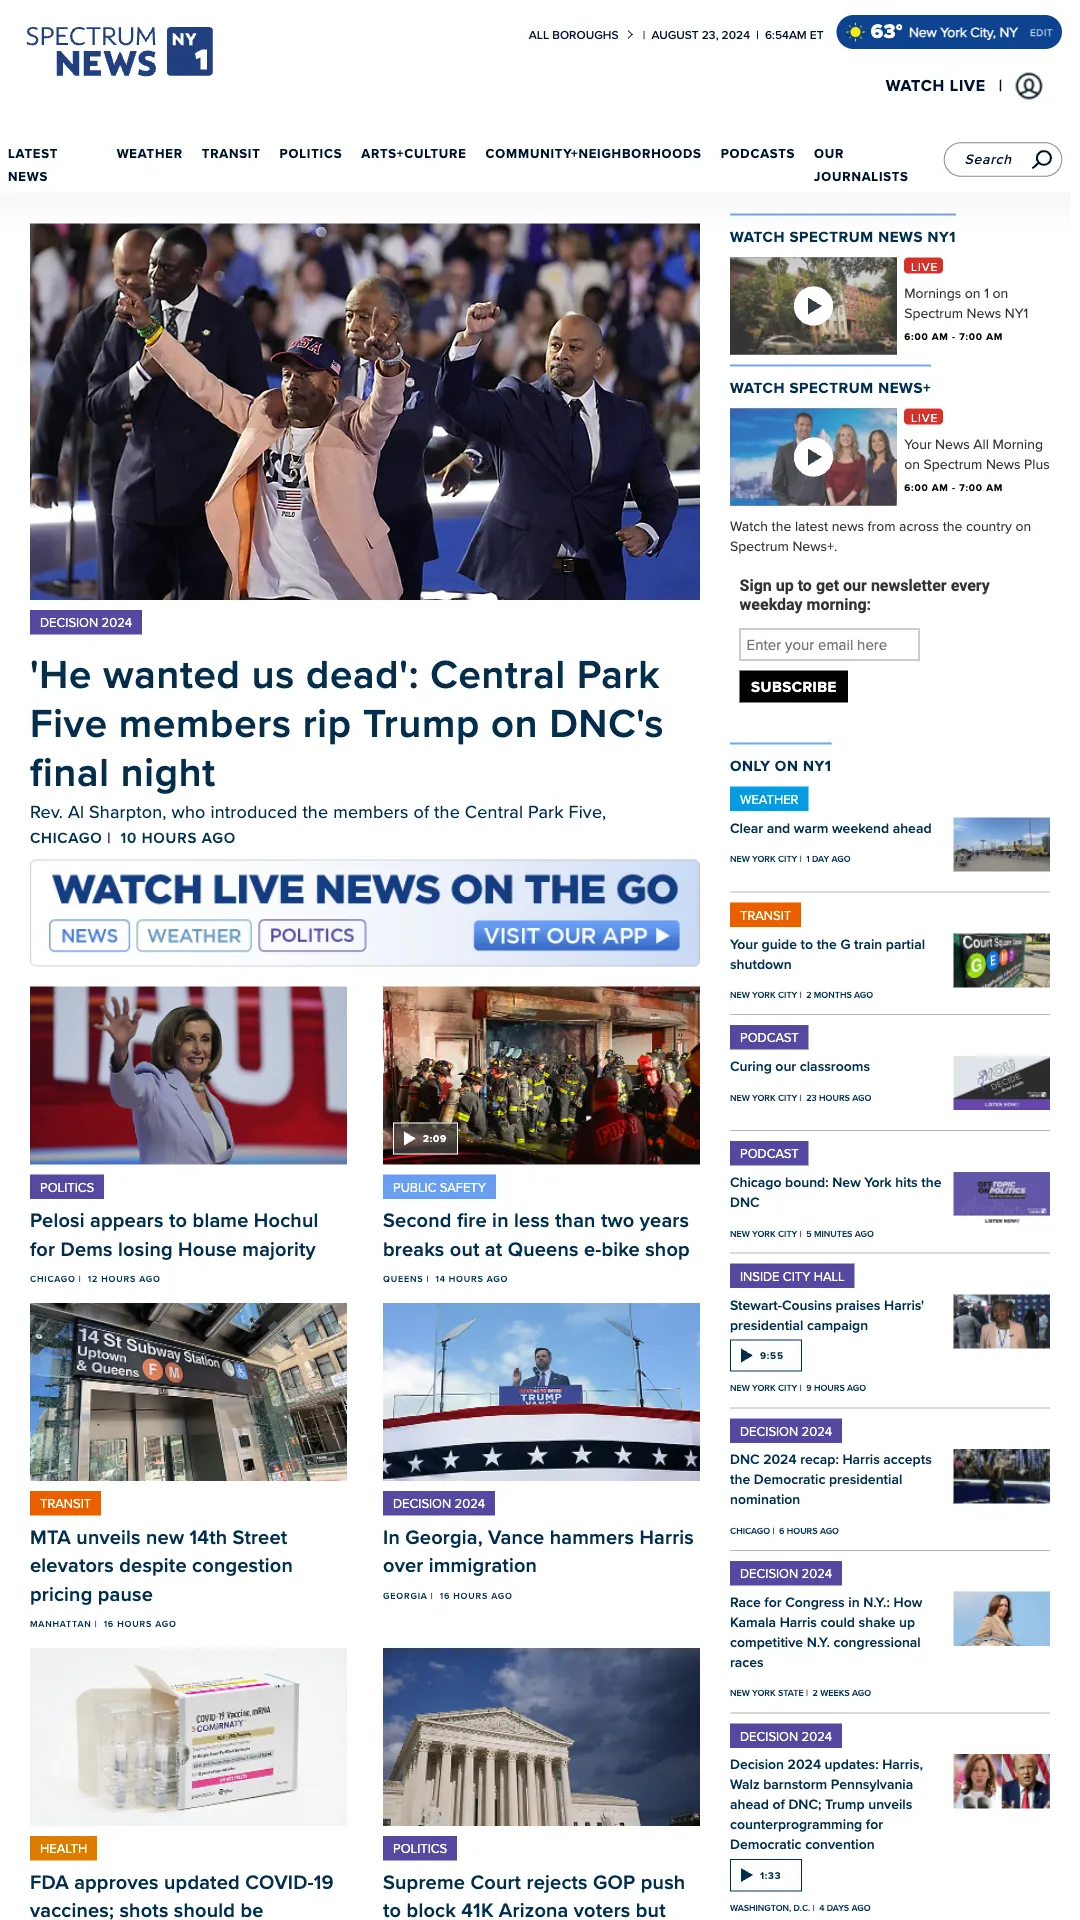 SPECTRUM
NEWS
NY
1
ALL BOROUGHS > | AUGUST 23, 2024 | 6:54AM ET
63° New York City, NY EDIT
WATCH LIVE |
LATEST NEWS
WEATHER
TRANSIT
POLITICS
ARTS+CULTURE
COMMUNITY+NEIGHBORHOODS
PODCASTS
OUR JOURNALISTS
Search
USA
POLO
DECISION 2024
'He wanted us dead': Central Park
Five members rip Trump on DNC's
final night
Rev. Al Sharpton, who introduced the members of the Central Park Five,
CHICAGO | 10 HOURS AGO
WATCH LIVE NEWS ON THE GO
NEWS
WEATHER
POLITICS
VISIT OUR APP
POLITICS
Pelosi appears to blame Hochul
for Dems losing House majority
CHICAGO | 12 HOURS AGO
2:09
FDNY
PUBLIC SAFETY
Second fire in less than two years
breaks out at Queens e-bike shop
QUEENS | 14 HOURS AGO
14 St Subway Station
Uptown
& Queens F M
TRANSIT
MTA unveils new 14th Street
elevators despite congestion
pricing pause
MANHATTAN | 16 HOURS AGO
TRUMP
VANCE
DECISION 2024
In Georgia, Vance hammers Harris
over immigration
GEORGIA | 16 HOURS AGO
COVID-19 Vaccine, mRNA
COMIRNATY
HEALTH
FDA approves updated COVID-19
vaccines; shots should be
POLITICS
Supreme Court rejects GOP push
to block 41K Arizona voters but
WATCH SPECTRUM NEWS NY1
LIVE
Mornings on 1 on
Spectrum News NY1
6:00 AM - 7:00 AM
WATCH SPECTRUM NEWS+
LIVE
Your News All Morning
on Spectrum News Plus
6:00 AM - 7:00 AM
Watch the latest news from across the country on
Spectrum News+.
Sign up to get our newsletter every
weekday morning:
Enter your email here
SUBSCRIBE
ONLY ON NY1
WEATHER
Clear and warm weekend ahead
NEW YORK CITY | 1 DAY AGO
TRANSIT
Your guide to the G train partial
shutdown
NEW YORK CITY | 2 MONTHS AGO
Court Square
G E M 7
PODCAST
Curing our classrooms
NEW YORK CITY | 23 HOURS AGO
YOU
DECIDE
LISTEN NOW!
PODCAST
Chicago bound: New York hits the
DNC
NEW YORK CITY | 5 MINUTES AGO
OFF TOPIC
ON POLITICS
LISTEN NOW!
INSIDE CITY HALL
Stewart-Cousins praises Harris'
presidential campaign
9:55
NEW YORK CITY | 9 HOURS AGO
DECISION 2024
DNC 2024 recap: Harris accepts
the Democratic presidential
nomination
CHICAGO | 6 HOURS AGO
DECISION 2024
Race for Congress in N.Y.: How
Kamala Harris could shake up
competitive N.Y. congressional
races
NEW YORK STATE | 2 WEEKS AGO
DECISION 2024
Decision 2024 updates: Harris,
Walz barnstorm Pennsylvania
ahead of DNC; Trump unveils
counterprogramming for
Democratic convention
1:33
WASHINGTON, D.C. | 4 DAYS AGO